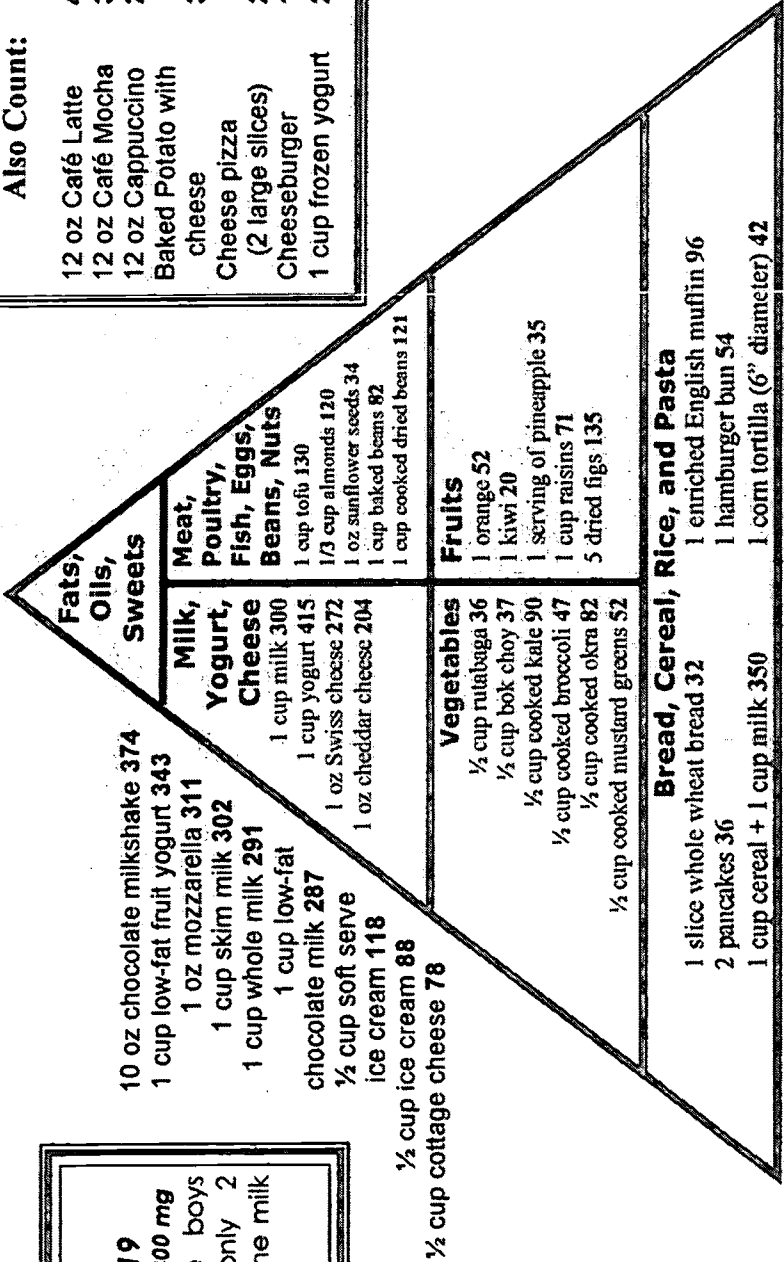 Also Count:
12 oz Café Latte
12 oz Café Mocha
12 oz Cappuccino
Baked Potato with
cheese
Cheese pizza
(2 large slices)
Cheeseburger
1 cup frozen yogurt
10 oz chocolate milkshake 374
1 cup low-fat fruit yogurt 343
1 oz mozzarella 311
1 cup skim milk 302
1 cup whole milk 291
1 cup low-fat
chocolate milk 287
½ cup soft serve
ice cream 118
½ cup ice cream 88
½ cup cottage cheese 78
19
00 mg
boys
only 2
he milk
Fats,
Oils,
Sweets
Milk,
Yogurt,
Cheese
1 cup milk 300
1 cup yogurt 415
1 oz Swiss cheese 272
1 oz cheddar cheese 204
Meat,
Poultry,
Fish, Eggs,
Beans, Nuts
1 cup tofu 130
1/3 cup almonds 120
1 oz sunflower seeds 34
1 cup baked beans 82
1 cup cooked dried beans 121
Vegetables
½ cup rutabaga 36
½ cup bok choy 37
½ cup cooked kale 90
½ cup cooked broccoli 47
½ cup cooked okra 82
½ cup cooked mustard greens 52
Fruits
1 orange 52
1 kiwi 20
1 serving of pineapple 35
1 cup raisins 71
5 dried figs 135
Bread, Cereal, Rice, and Pasta
1 slice whole wheat bread 32
2 pancakes 36
1 cup cereal + 1 cup milk 350
1 enriched English muffin 96
1 hamburger bun 54
1 corn tortilla (6" diameter) 42